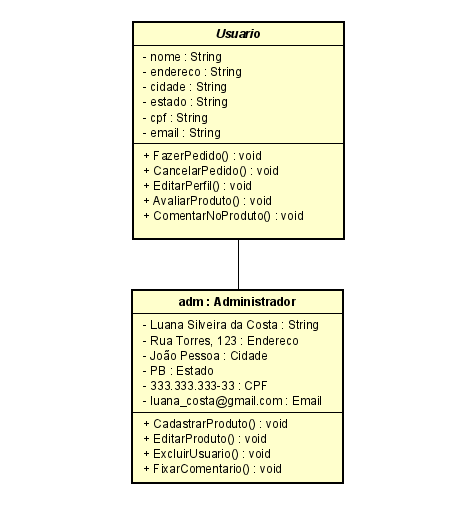 Usuario
- nome : String
- endereco : String
- cidade : String
- estado : String
- cpf : String
- email : String
+ FazerPedido() : void
+ CancelarPedido() : void
+ EditarPerfil() : void
+ AvaliarProduto() : void
+ ComentarNoProduto() : void
adm : Administrador
- Luana Silveira da Costa : String
- Rua Torres, 123 : Endereco
- João Pessoa : Cidade
- PB : Estado
- 333.333.333-33 : CPF
- luana_costa@gmail.com : Email
+ CadastrarProduto() : void
+ EditarProduto() : void
+ ExcluirUsuario() : void
+ FixarComentario() : void